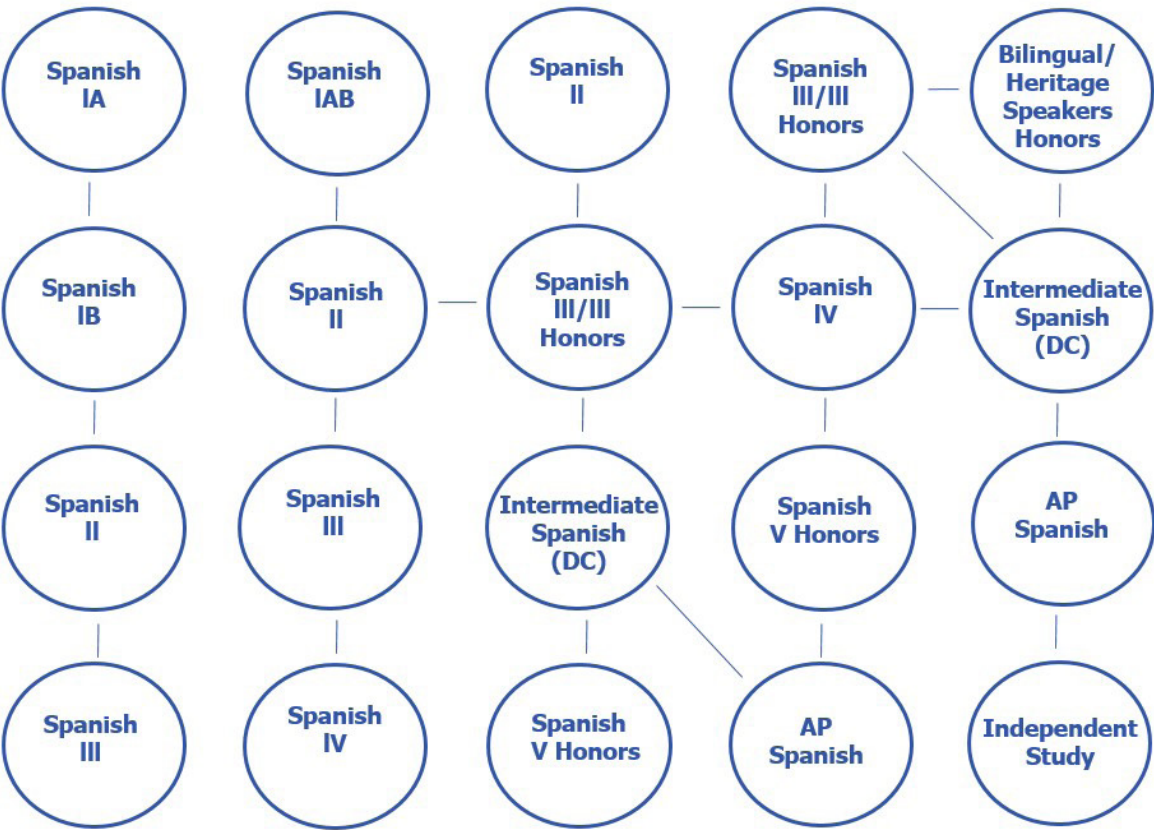 Spanish
IA
Spanish
IAB
Spanish
II
Spanish
III/III
Honors
Bilingual/
Heritage
Speakers
Honors
Spanish
IB
Spanish
II
Spanish
III/III
Honors
Spanish
IV
Intermediate
Spanish
(DC)
Spanish
II
Spanish
III
Intermediate
Spanish
(DC)
Spanish
V Honors
AP
Spanish
Spanish
III
Spanish
IV
Spanish
V Honors
AP
Spanish
Independent
Study